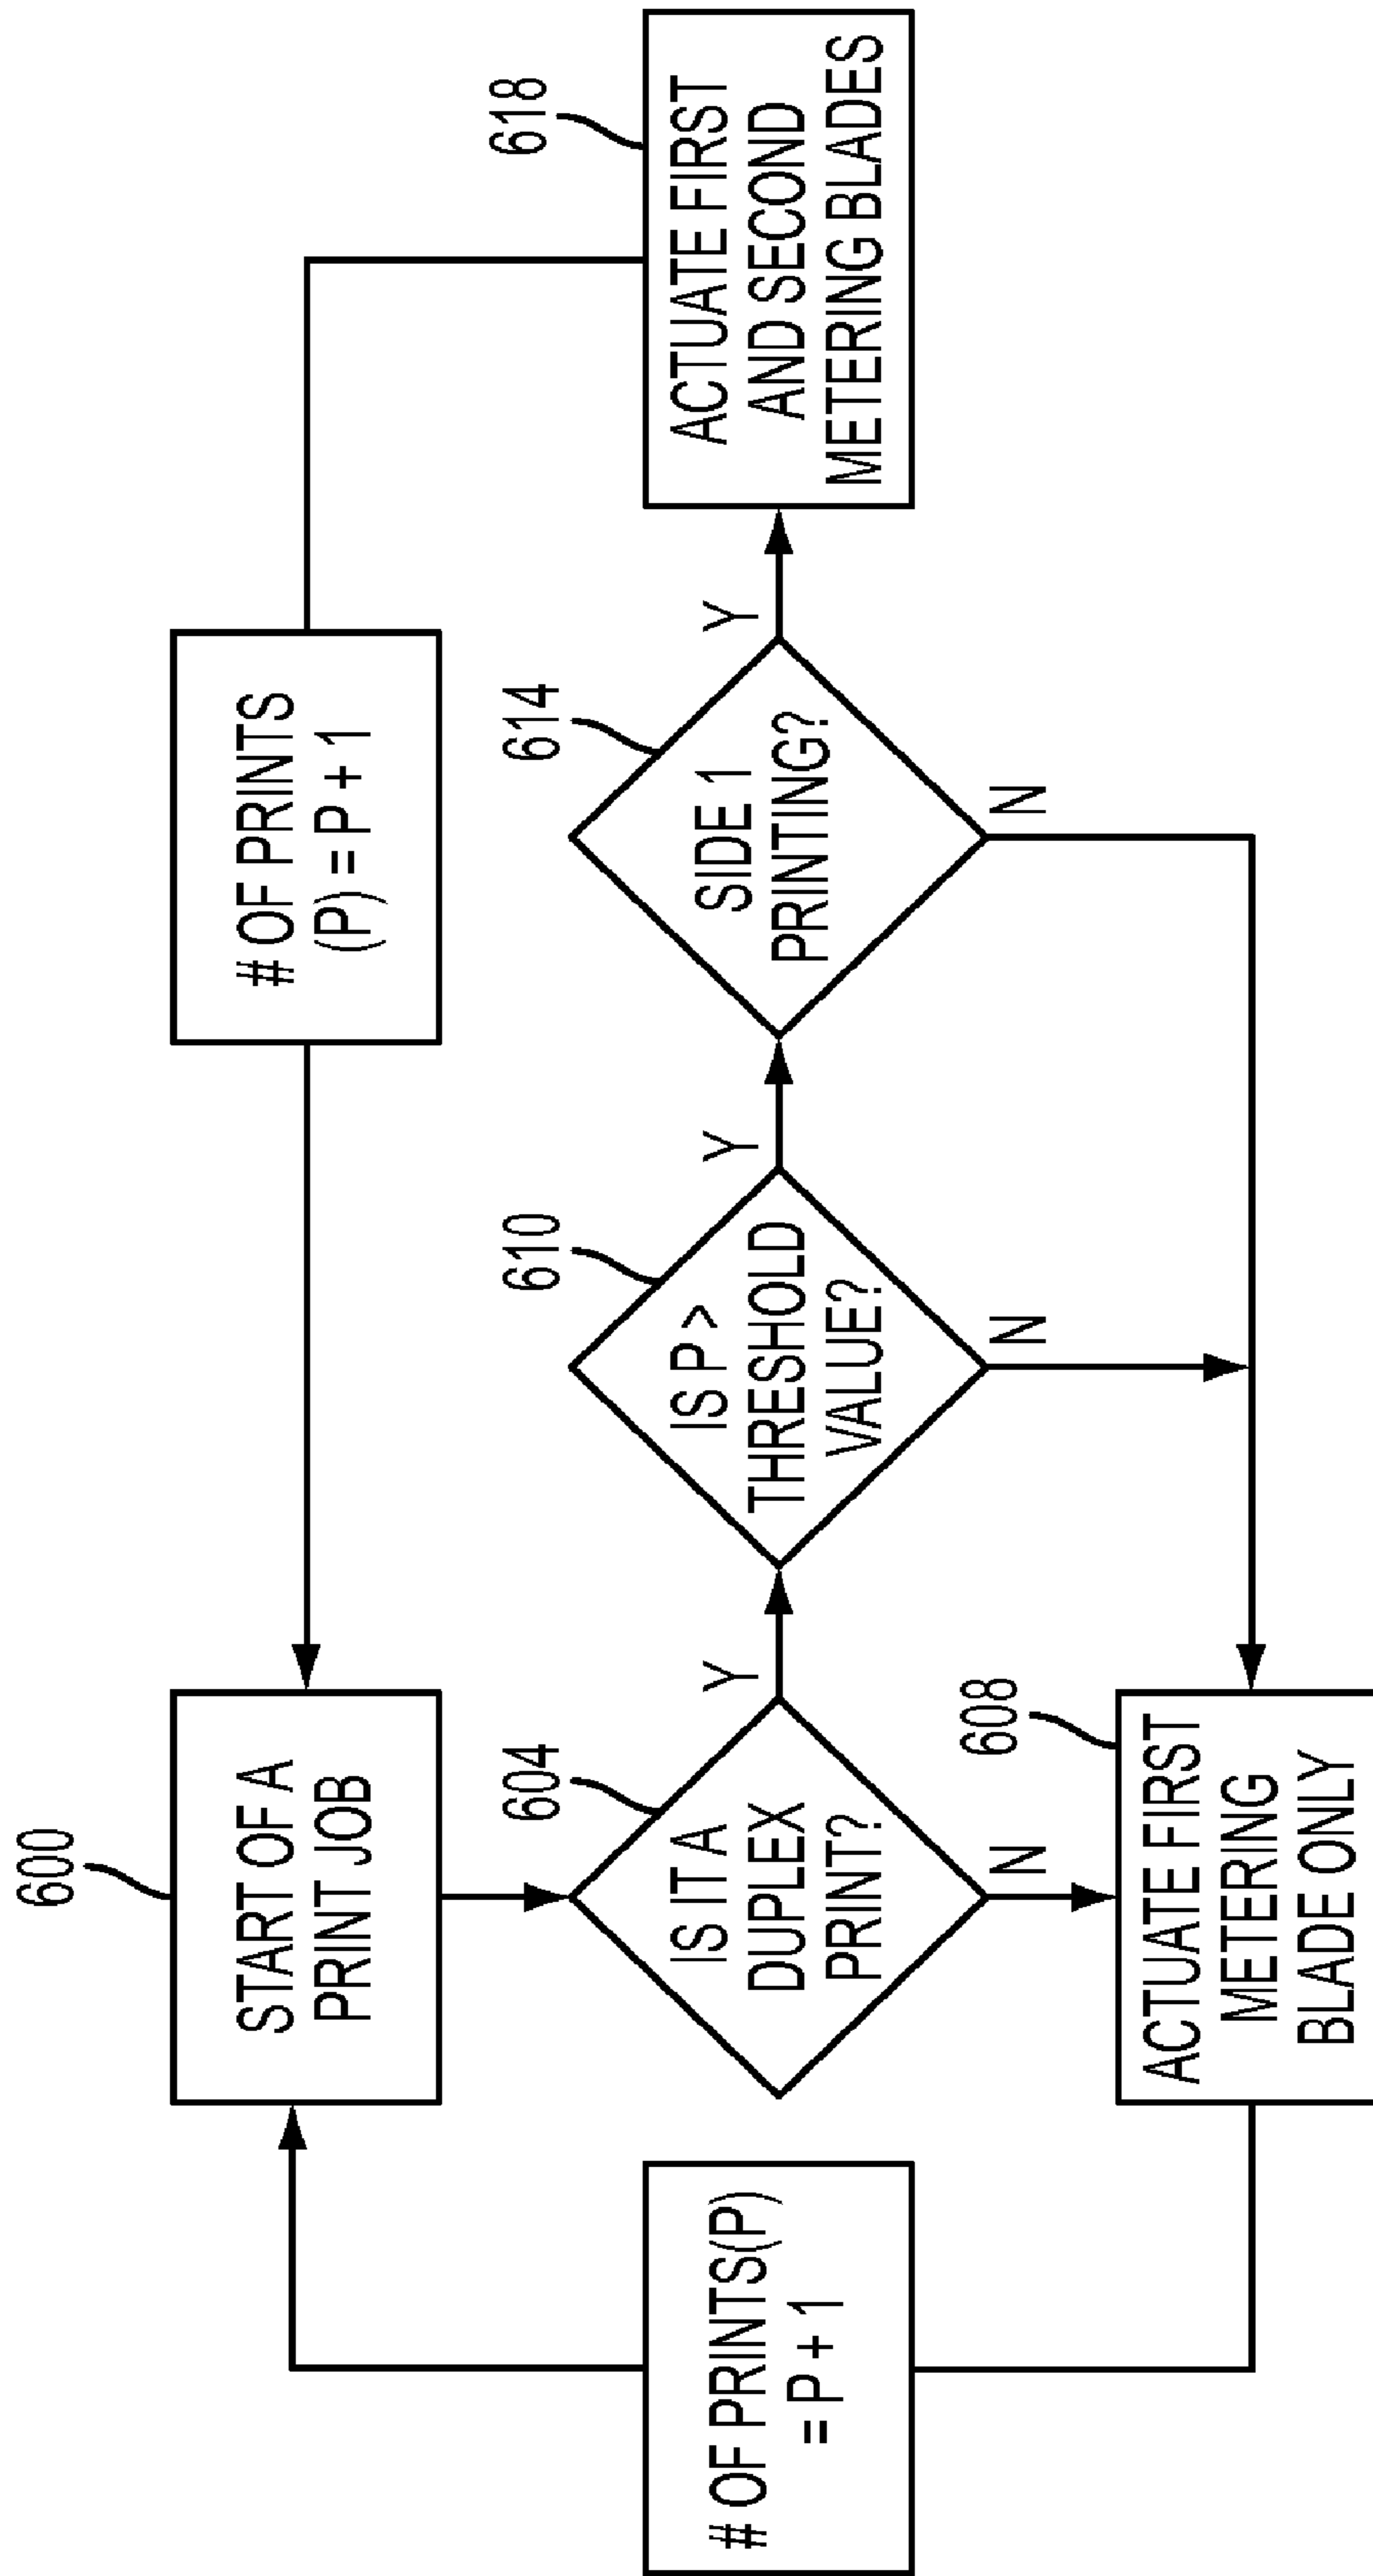 600
START OF A
PRINT JOB
# OF PRINTS
(P) = P + 1
604
IS IT A
DUPLEX
PRINT?
Y
N
610
IS P >
THRESHOLD
VALUE?
Y
N
614
SIDE 1
PRINTING?
Y
N
618
ACTUATE FIRST
AND SECOND
METERING BLADES
# OF PRINTS(P)
= P + 1
608
ACTUATE FIRST
METERING
BLADE ONLY